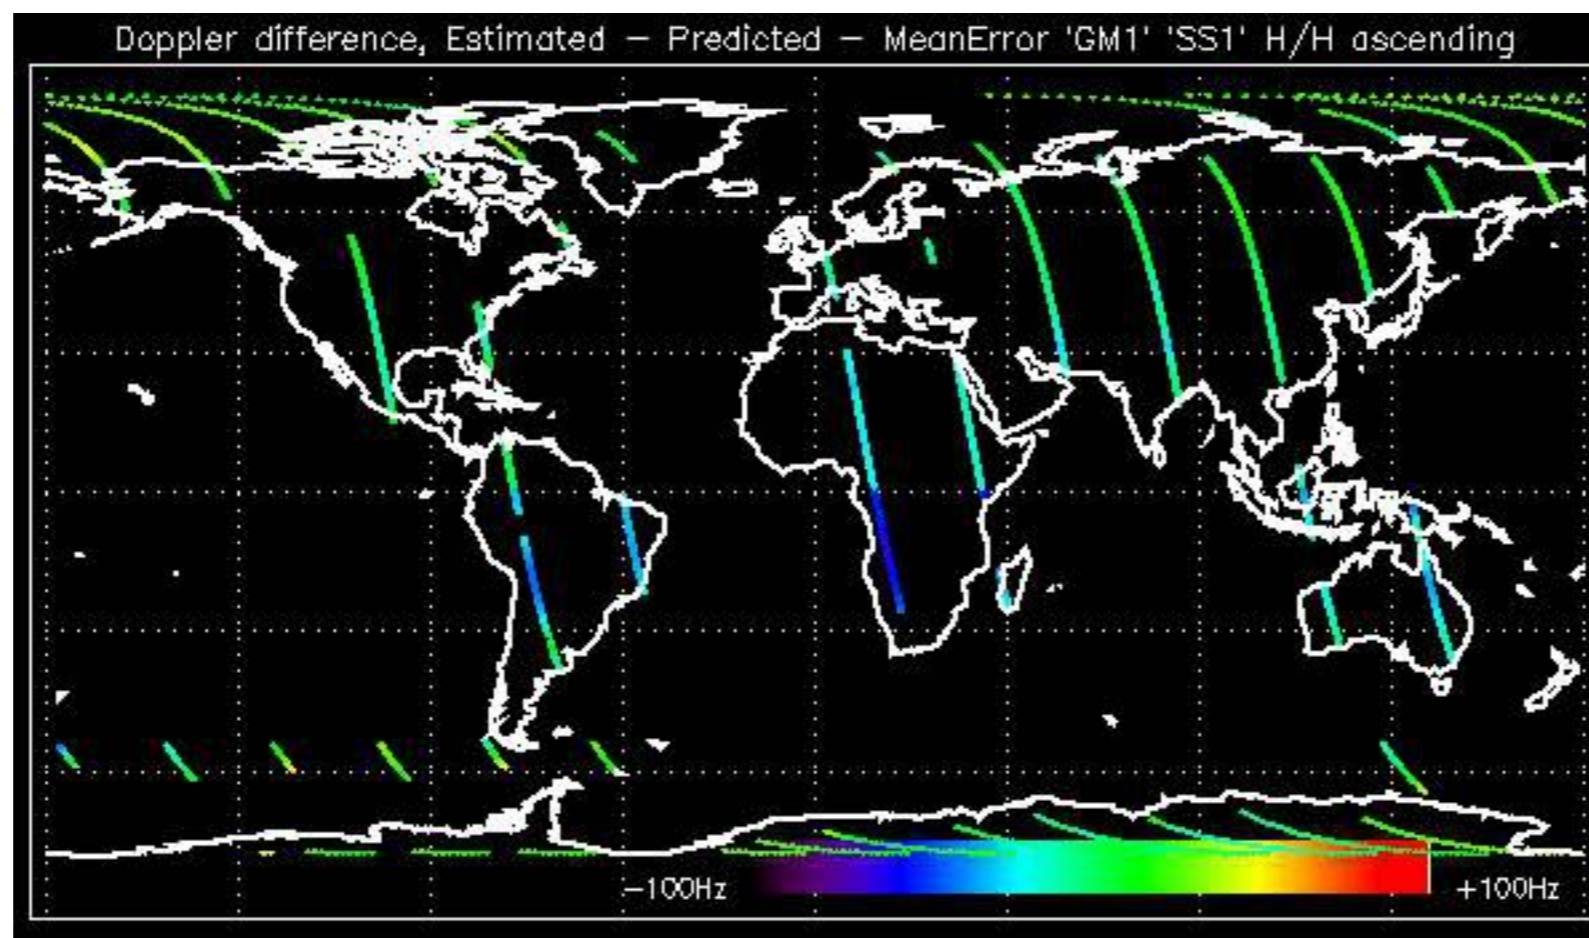 Doppler difference, Estimated — Predicted — MeanError 'GM1' 'SS1' H/H ascending
−100Hz
+100Hz